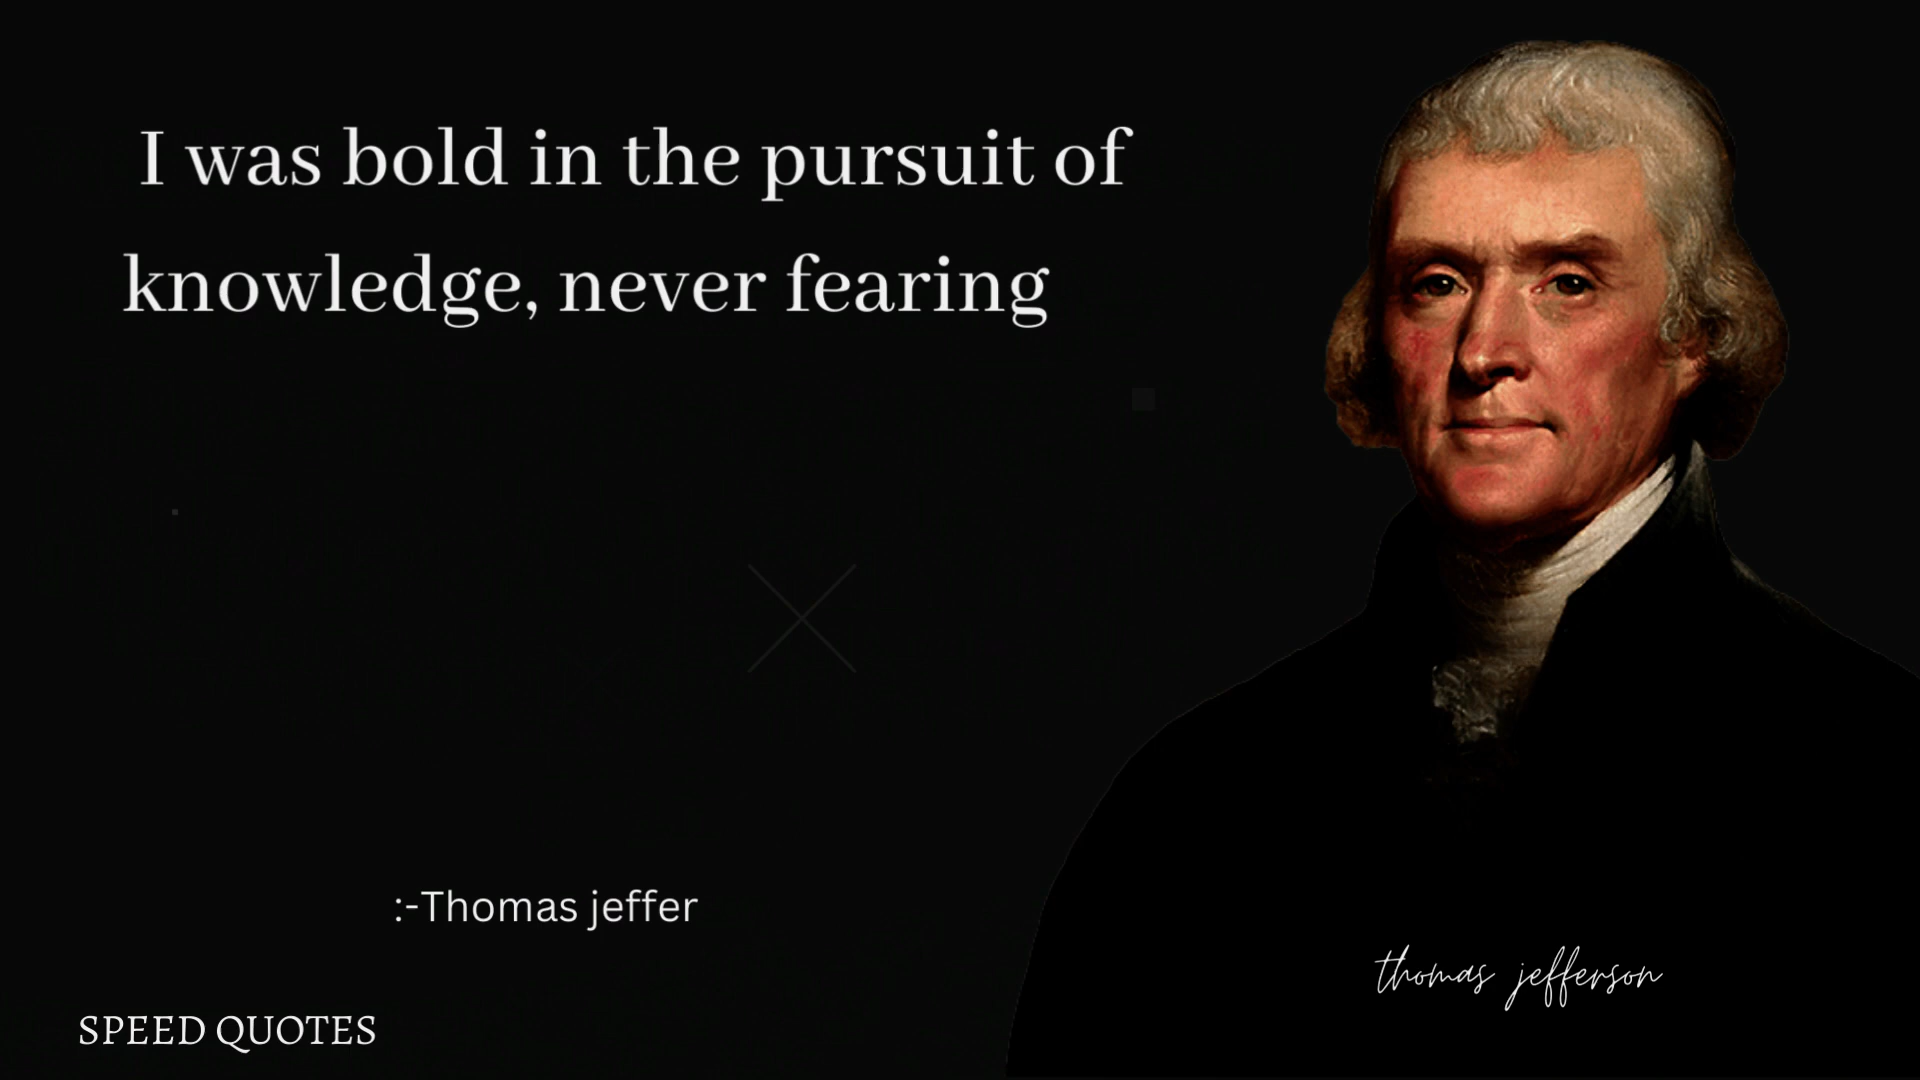 I was bold in the pursuit of
knowledge, never fearing
:-Thomas jeffer
thomas jefferson
SPEED QUOTES